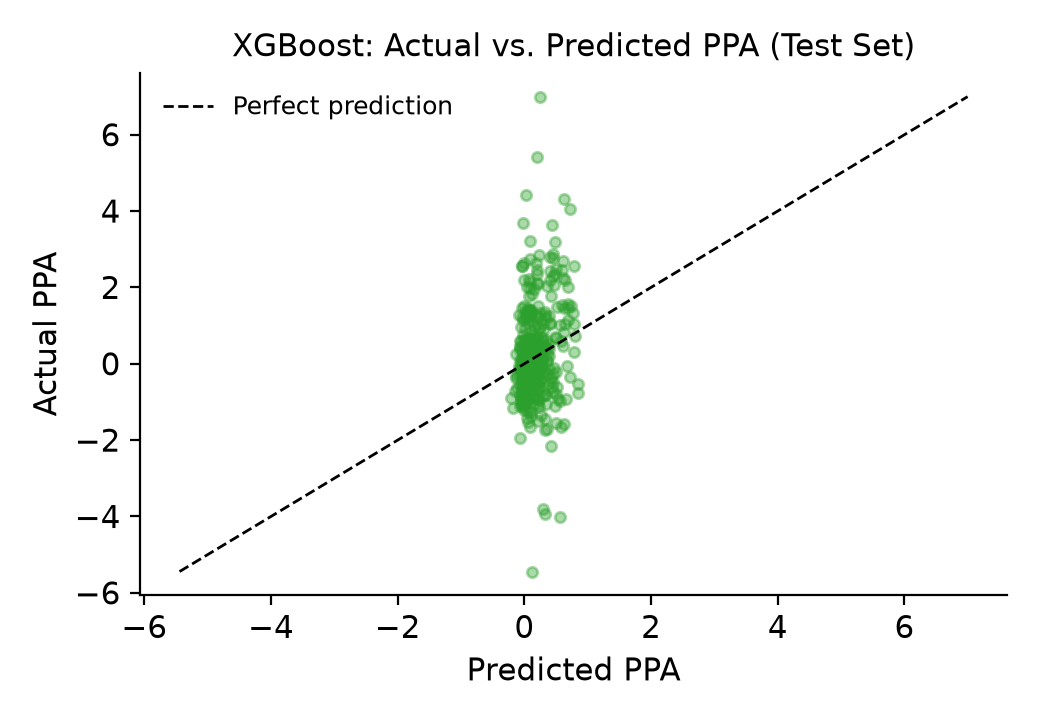 XGBoost: Actual vs. Predicted PPA (Test Set)
Perfect prediction
Actual PPA
6
4
2
0
−2
−4
−6
−6 −4 −2 0 2 4 6
Predicted PPA